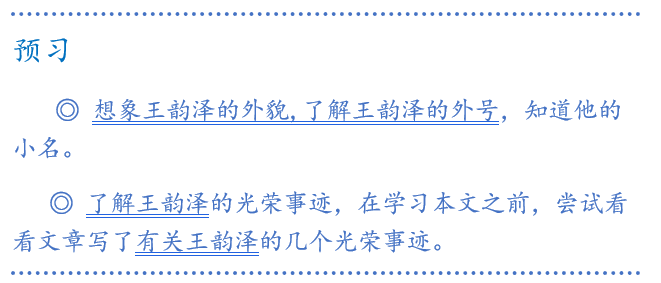 预习
◎ 想象王韵泽的外貌,了解王韵泽的外号，知道他的
小名。
◎ 了解王韵泽的光荣事迹，在学习本文之前，尝试看
看文章写了有关王韵泽的几个光荣事迹。